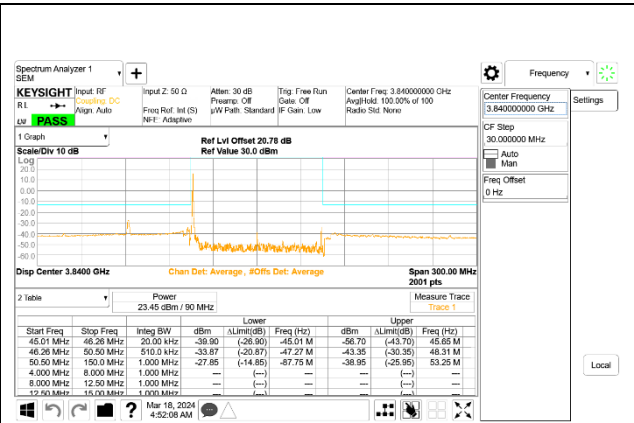 Spectrum Analyzer 1
SEM
Frequency
KEYSIGHT
Input: RF
Input Z: 50 Ω
Atten: 30 dB
Trig: Free Run
Center Freq: 3.840000000 GHz
R L
Coupling: DC
Preamp: Off
Gate: Off
Avg|Hold: 100.00% of 100
Align: Auto
Freq Ref: Int (S)
µW Path: Standard
IF Gain: Low
Radio Std: None
NFE: Adaptive
PASS
Center Frequency
3.840000000 GHz
Settings
CF Step
30.000000 MHz
Auto
Man
Freq Offset
0 Hz
Local
1 Graph
Ref Lvl Offset 20.78 dB
Scale/Div 10 dB
Ref Value 30.0 dBm
Log
20.0
10.0
0.00
-10.0
-20.0
-30.0
-40.0
-50.0
-60.0
Disp Center 3.8400 GHz
Chan Det: Average , #Offs Det: Average
Span 300.00 MHz
2001 pts
2 Table
Power
Measure Trace
23.45 dBm / 90 MHz
Trace 1
Lower Upper
Start Freq Stop Freq Integ BW dBm ΔLimit(dB) Freq (Hz) dBm ΔLimit(dB) Freq (Hz)
45.01 MHz 46.26 MHz 20.00 kHz -39.90 (-26.90) -45.01 M -56.70 (-43.70) 45.65 M
46.26 MHz 50.50 MHz 510.0 kHz -33.87 (-20.87) -47.27 M -43.35 (-30.35) 48.31 M
50.50 MHz 150.0 MHz 1.000 MHz -27.85 (-14.85) -87.75 M -38.95 (-25.95) 53.25 M
4.000 MHz 8.000 MHz 1.000 MHz --- (---) --- --- (---) ---
8.000 MHz 12.50 MHz 1.000 MHz --- (---) --- --- (---) ---
12.50 MHz 15.00 MHz 1.000 MHz --- (---) --- --- (---) ---
Mar 18, 2024
4:52:08 AM